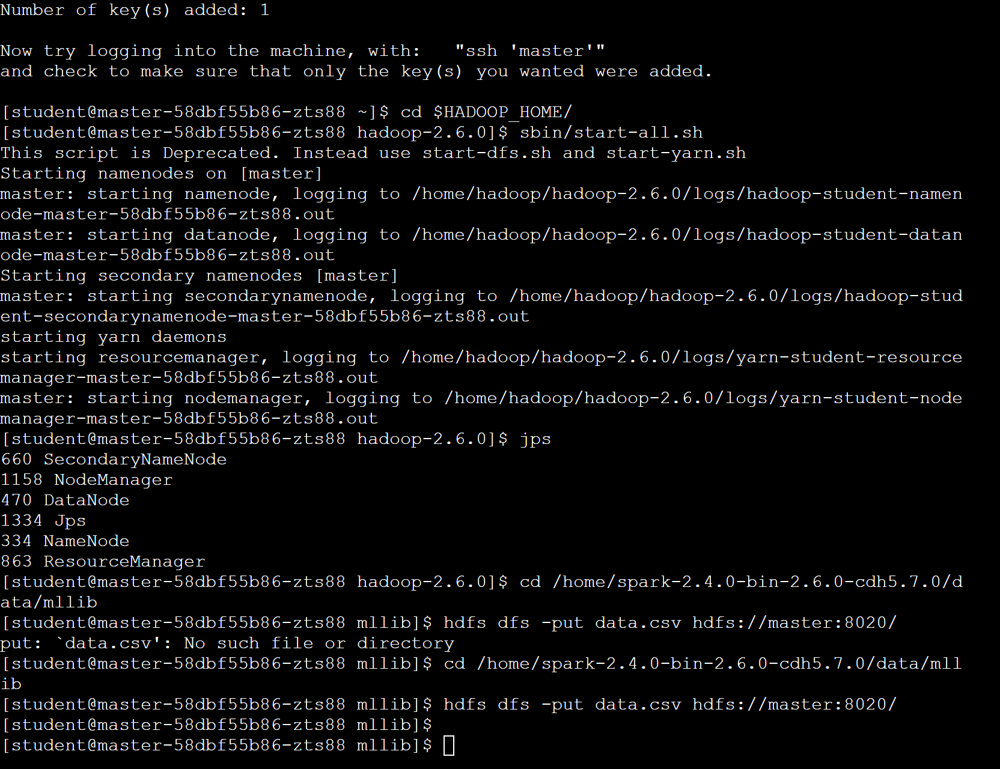 Number of key(s) added: 1
Now try logging into the machine, with:   "ssh 'master'"
and check to make sure that only the key(s) you wanted were added.
[student@master-58dbf55b86-zts88 ~]$ cd $HADOOP_HOME/
[student@master-58dbf55b86-zts88 hadoop-2.6.0]$ sbin/start-all.sh
This script is Deprecated. Instead use start-dfs.sh and start-yarn.sh
Starting namenodes on [master]
master: starting namenode, logging to /home/hadoop/hadoop-2.6.0/logs/hadoop-student-namen
ode-master-58dbf55b86-zts88.out
master: starting datanode, logging to /home/hadoop/hadoop-2.6.0/logs/hadoop-student-datan
ode-master-58dbf55b86-zts88.out
Starting secondary namenodes [master]
master: starting secondarynamenode, logging to /home/hadoop/hadoop-2.6.0/logs/hadoop-stud
ent-secondarynamenode-master-58dbf55b86-zts88.out
starting yarn daemons
starting resourcemanager, logging to /home/hadoop/hadoop-2.6.0/logs/yarn-student-resource
manager-master-58dbf55b86-zts88.out
master: starting nodemanager, logging to /home/hadoop/hadoop-2.6.0/logs/yarn-student-node
manager-master-58dbf55b86-zts88.out
[student@master-58dbf55b86-zts88 hadoop-2.6.0]$ jps
660 SecondaryNameNode
1158 NodeManager
470 DataNode
1334 Jps
334 NameNode
863 ResourceManager
[student@master-58dbf55b86-zts88 hadoop-2.6.0]$ cd /home/spark-2.4.0-bin-2.6.0-cdh5.7.0/d
ata/mllib
[student@master-58dbf55b86-zts88 mllib]$ hdfs dfs -put data.csv hdfs://master:8020/
put: `data.csv': No such file or directory
[student@master-58dbf55b86-zts88 mllib]$ cd /home/spark-2.4.0-bin-2.6.0-cdh5.7.0/data/mll
ib
[student@master-58dbf55b86-zts88 mllib]$ hdfs dfs -put data.csv hdfs://master:8020/
[student@master-58dbf55b86-zts88 mllib]$
[student@master-58dbf55b86-zts88 mllib]$